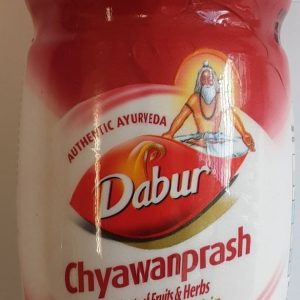 AUTHENTIC AYURVEDA
Dabur
Chyawanprash
of Fruits & Herbs